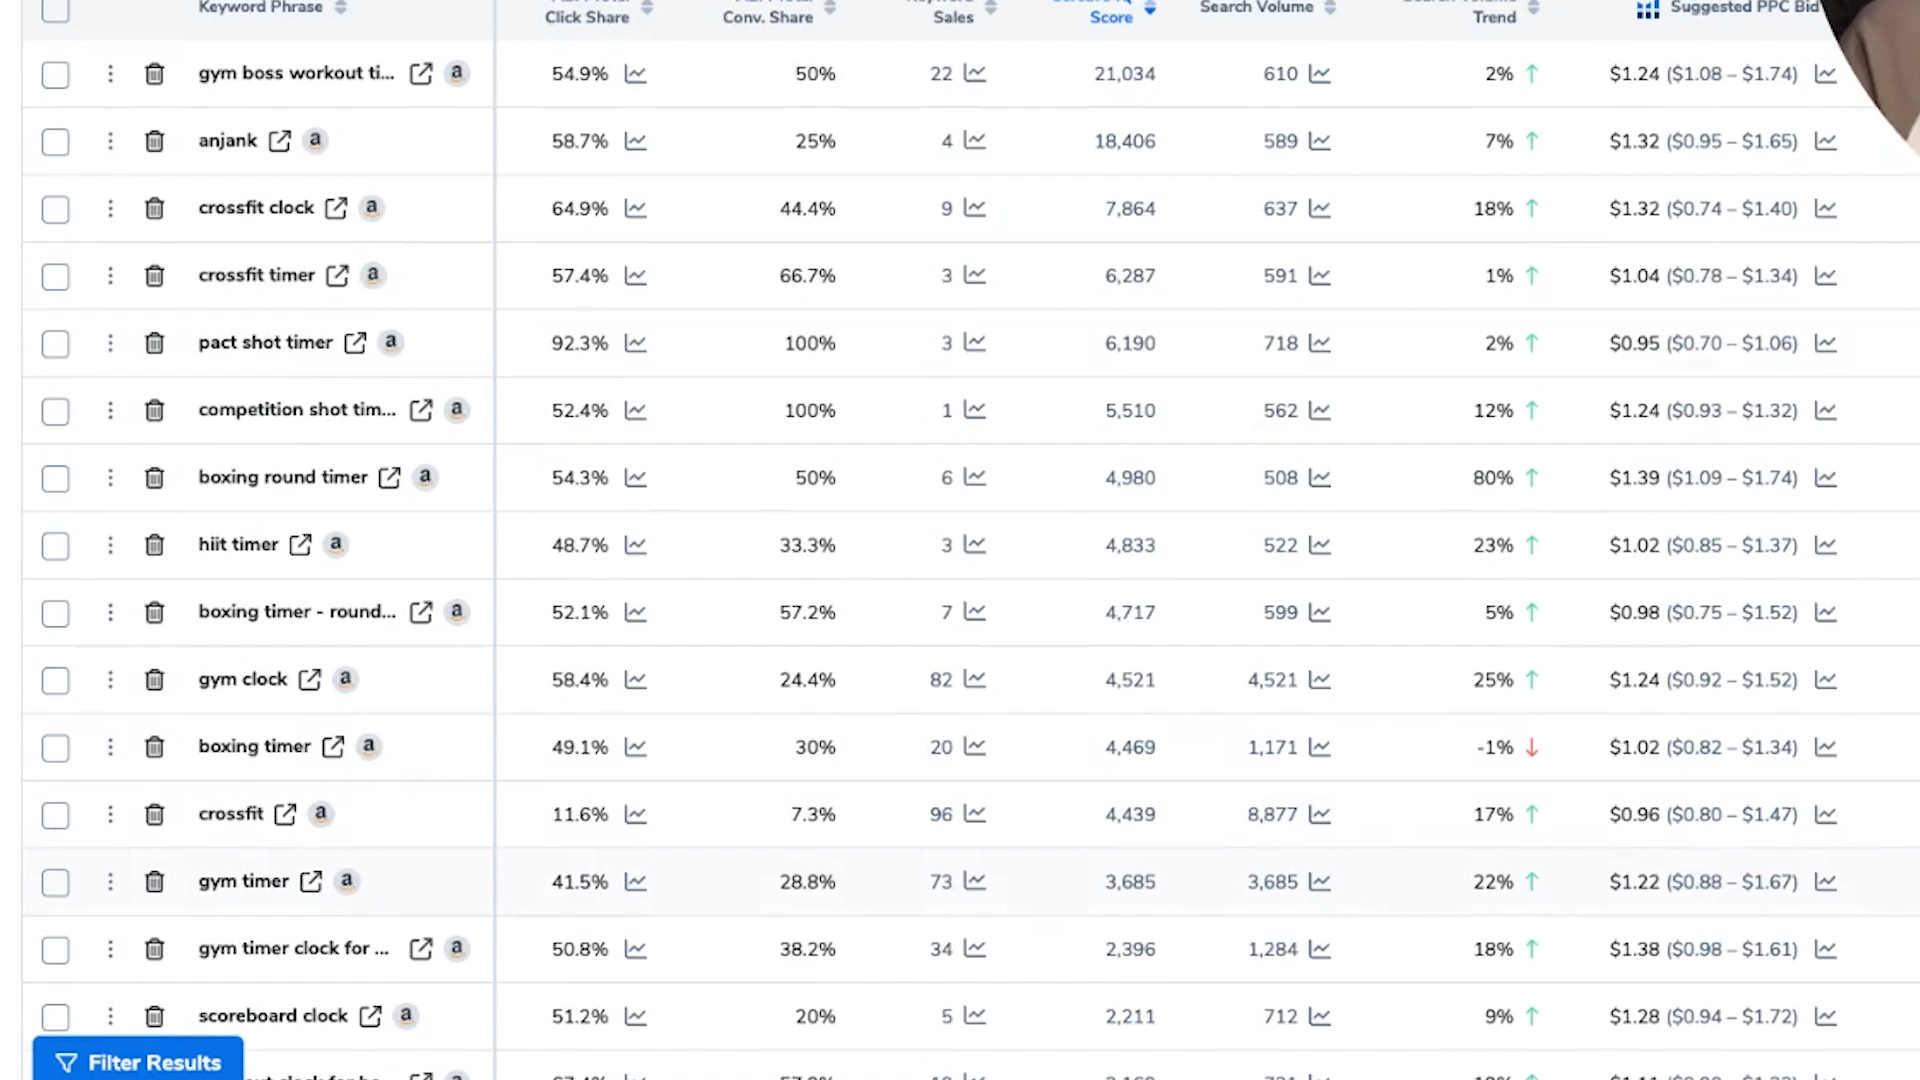 Keyword Phrase Click Share Conv. Share Sales Score Search Volume Trend Suggested PPC Bid
gym boss workout ti... a 54.9% 50% 22 21,034 610 2% ↑ $1.24 ($1.08 – $1.74)
anjank a 58.7% 25% 4 18,406 589 7% ↑ $1.32 ($0.95 – $1.65)
crossfit clock a 64.9% 44.4% 9 7,864 637 18% ↑ $1.32 ($0.74 – $1.40)
crossfit timer a 57.4% 66.7% 3 6,287 591 1% ↑ $1.04 ($0.78 – $1.34)
pact shot timer a 92.3% 100% 3 6,190 718 2% ↑ $0.95 ($0.70 – $1.06)
competition shot tim... a 52.4% 100% 1 5,510 562 12% ↑ $1.24 ($0.93 – $1.32)
boxing round timer a 54.3% 50% 6 4,980 508 80% ↑ $1.39 ($1.09 – $1.74)
hiit timer a 48.7% 33.3% 3 4,833 522 23% ↑ $1.02 ($0.85 – $1.37)
boxing timer - round... a 52.1% 57.2% 7 4,717 599 5% ↑ $0.98 ($0.75 – $1.52)
gym clock a 58.4% 24.4% 82 4,521 4,521 25% ↑ $1.24 ($0.92 – $1.52)
boxing timer a 49.1% 30% 20 4,469 1,171 -1% ↓ $1.02 ($0.82 – $1.34)
crossfit a 11.6% 7.3% 96 4,439 8,877 17% ↑ $0.96 ($0.80 – $1.47)
gym timer a 41.5% 28.8% 73 3,685 3,685 22% ↑ $1.22 ($0.88 – $1.67)
gym timer clock for ... a 50.8% 38.2% 34 2,396 1,284 18% ↑ $1.38 ($0.98 – $1.61)
scoreboard clock a 51.2% 20% 5 2,211 712 9% ↑ $1.28 ($0.94 – $1.72)
Filter Results